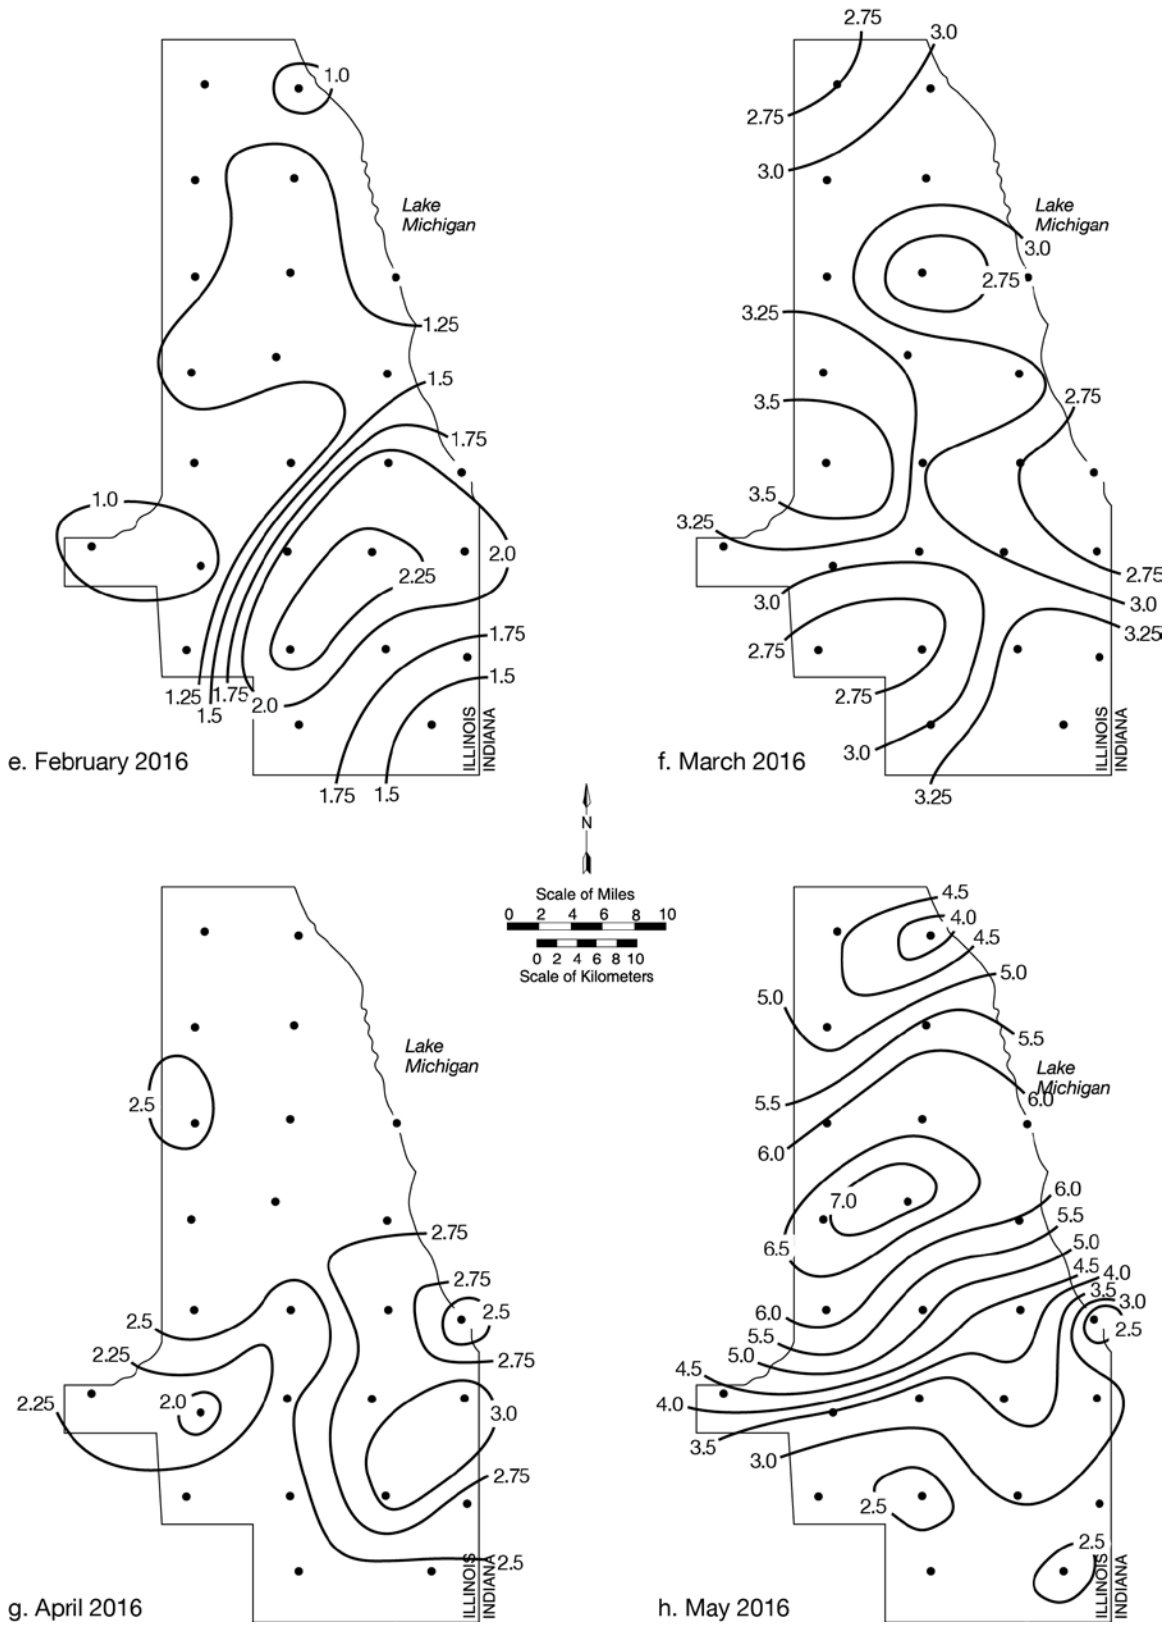 1.0
Lake
Michigan
1.25
1.5
1.75
1.0
2.0
2.25
1.75
1.5
1.25
1.5
1.75
2.0
ILLINOIS
INDIANA
1.75
1.5
e. February 2016
2.75
3.0
2.75
3.0
Lake
Michigan
3.0
2.75
3.25
3.5
2.75
3.5
3.25
2.75
3.0
3.0
3.25
2.75
2.75
3.0
3.25
ILLINOIS
INDIANA
f. March 2016
N
Scale of Miles
0 2 4 6 8 10
0 2 4 6 8 10
Scale of Kilometers
Lake
Michigan
2.5
2.75
2.75
2.5
2.5
2.75
2.25
2.25
2.0
3.0
2.75
2.5
ILLINOIS
INDIANA
g. April 2016
4.5
4.0
4.5
5.0
5.0
5.5
Lake
Michigan
6.0
5.5
6.0
7.0
6.5
6.0
5.5
5.0
4.5
4.0
3.5
3.0
2.5
6.0
5.5
5.0
4.5
4.0
3.5
3.0
2.5
2.5
ILLINOIS
INDIANA
h. May 2016